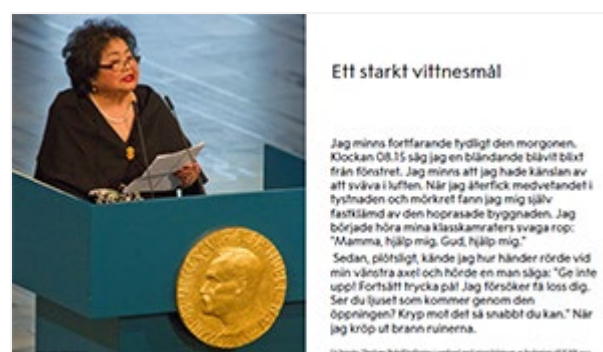 Ett starkt vittnesmål
Jag minns fortfarande tydligt den morgonen.
Klockan 08.15 såg jag en bländande blåvit blixt
från fönstret. Jag minns att jag hade känslan av
att sväva i luften. När jag återfick medvetandet i
tystnaden och mörkret fann jag mig själv
fastklämd av den hoprasade byggnaden. Jag
började höra mina klasskamraters svaga rop:
"Mamma, hjälp mig. Gud, hjälp mig."
Sedan, plötsligt, kände jag hur händer rörde vid
min vänstra axel och hörde en man säga: "Ge inte
upp! Fortsätt trycka på! Jag försöker få loss dig.
Ser du ljuset som kommer genom den
öppningen? Kryp mot det så snabbt du kan." När
jag kröp ut brann ruinerna.